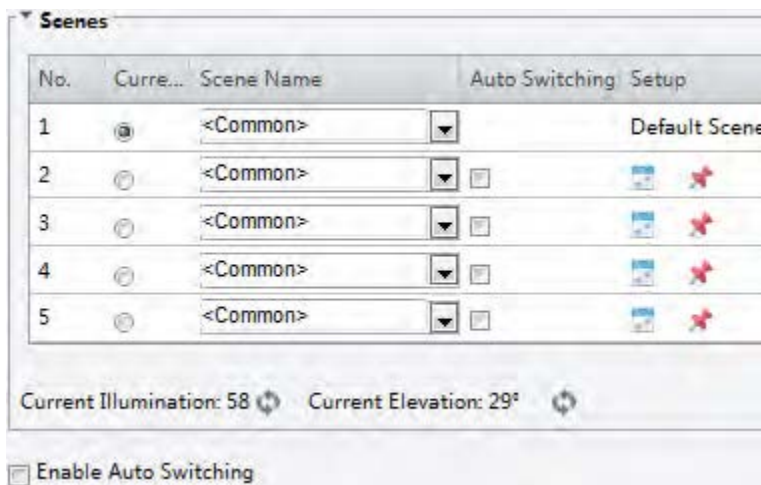 Scenes
No. Curre... Scene Name Auto Switching Setup
1 <Common> Default Scene
2 <Common>
3 <Common>
4 <Common>
5 <Common>
Current Illumination: 58 Current Elevation: 29°
Enable Auto Switching